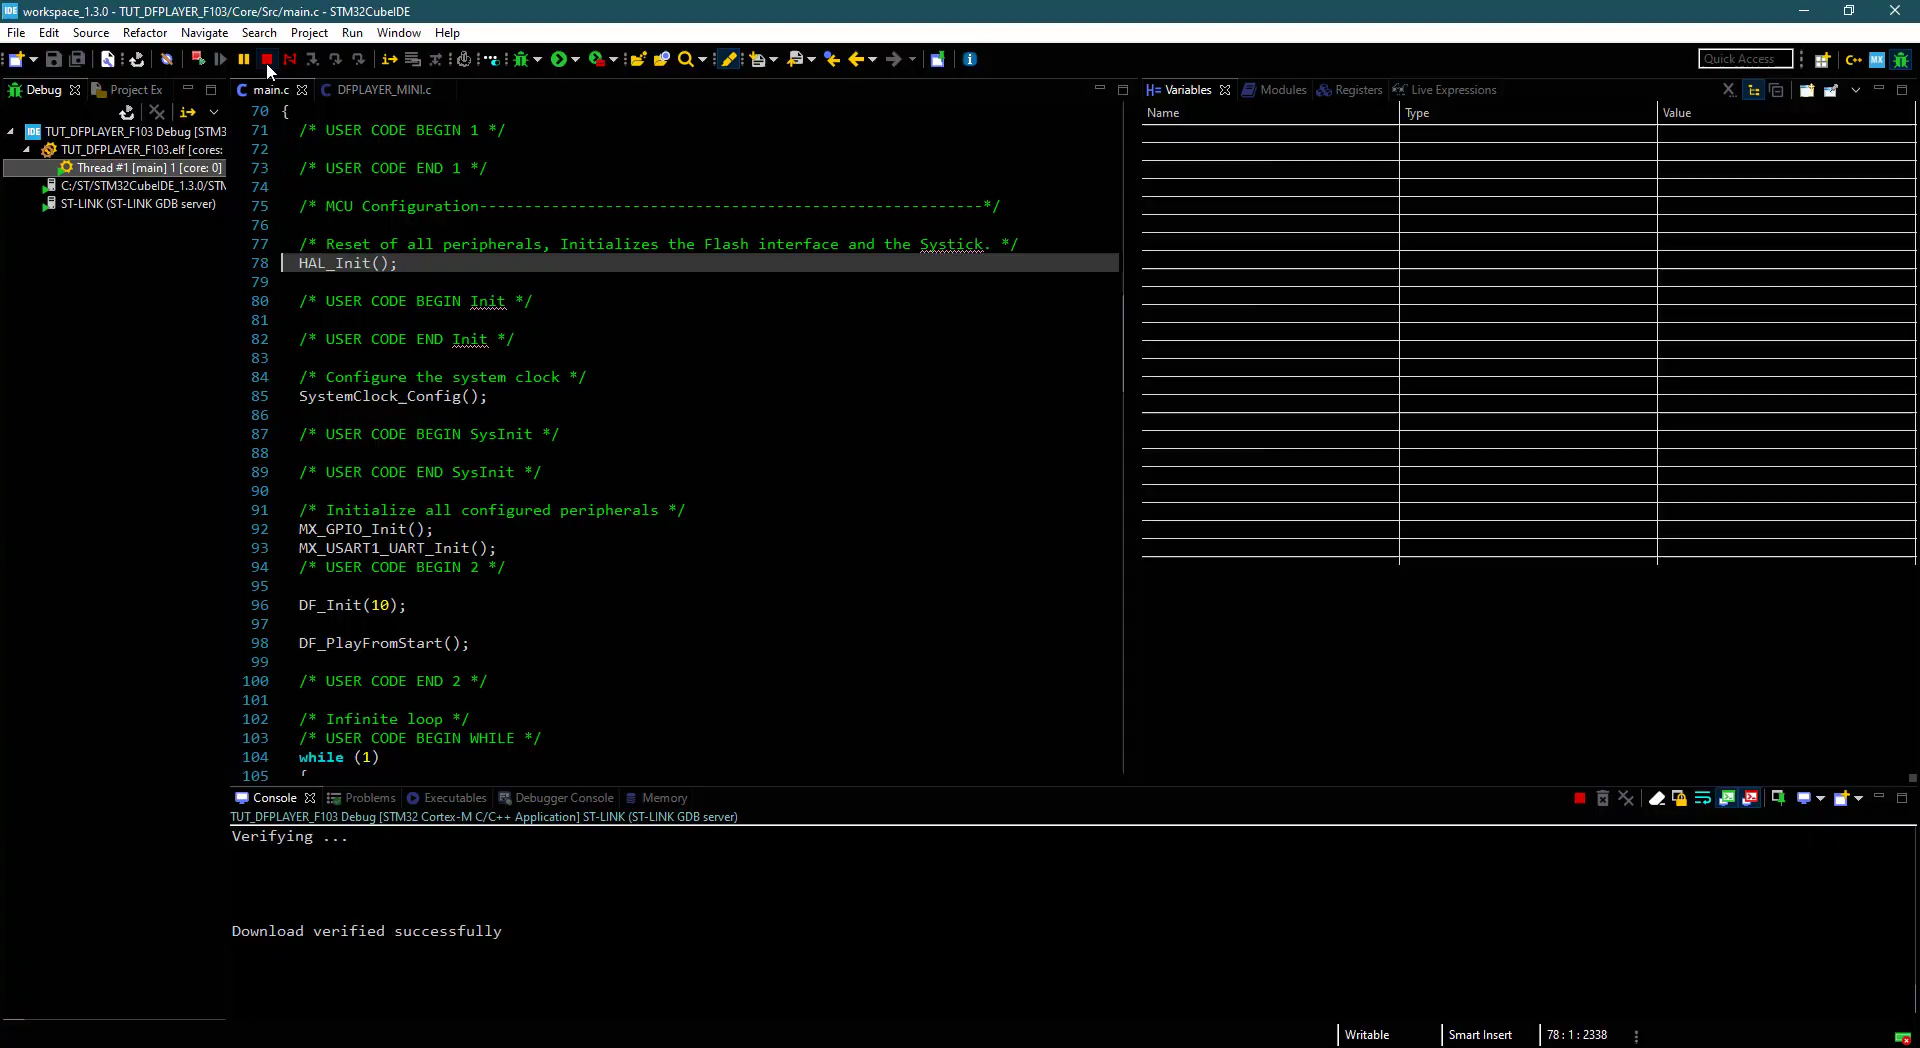 workspace_1.3.0 - TUT_DFPLAYER_F103/Core/Src/main.c - STM32CubeIDE
File Edit Source Refactor Navigate Search Project Run Window Help
Quick Access
Debug
Project Ex
main.c
DFPLAYER_MINI.c
Variables
Modules
Registers
Live Expressions
Name
Type
Value
TUT_DFPLAYER_F103 Debug [STM3
TUT_DFPLAYER_F103.elf [cores:
Thread #1 [main] 1 [core: 0]
C:/ST/STM32CubeIDE_1.3.0/STM
ST-LINK (ST-LINK GDB server)
70 {
71 /* USER CODE BEGIN 1 */
72
73 /* USER CODE END 1 */
74
75 /* MCU Configuration--------------------------------------------------------*/
76
77 /* Reset of all peripherals, Initializes the Flash interface and the Systick. */
78 HAL_Init();
79
80 /* USER CODE BEGIN Init */
81
82 /* USER CODE END Init */
83
84 /* Configure the system clock */
85 SystemClock_Config();
86
87 /* USER CODE BEGIN SysInit */
88
89 /* USER CODE END SysInit */
90
91 /* Initialize all configured peripherals */
92 MX_GPIO_Init();
93 MX_USART1_UART_Init();
94 /* USER CODE BEGIN 2 */
95
96 DF_Init(10);
97
98 DF_PlayFromStart();
99
100 /* USER CODE END 2 */
101
102 /* Infinite loop */
103 /* USER CODE BEGIN WHILE */
104 while (1)
105 {
Console
Problems
Executables
Debugger Console
Memory
TUT_DFPLAYER_F103 Debug [STM32 Cortex-M C/C++ Application] ST-LINK (ST-LINK GDB server)
Verifying ...
Download verified successfully
Writable
Smart Insert
78 : 1 : 2338